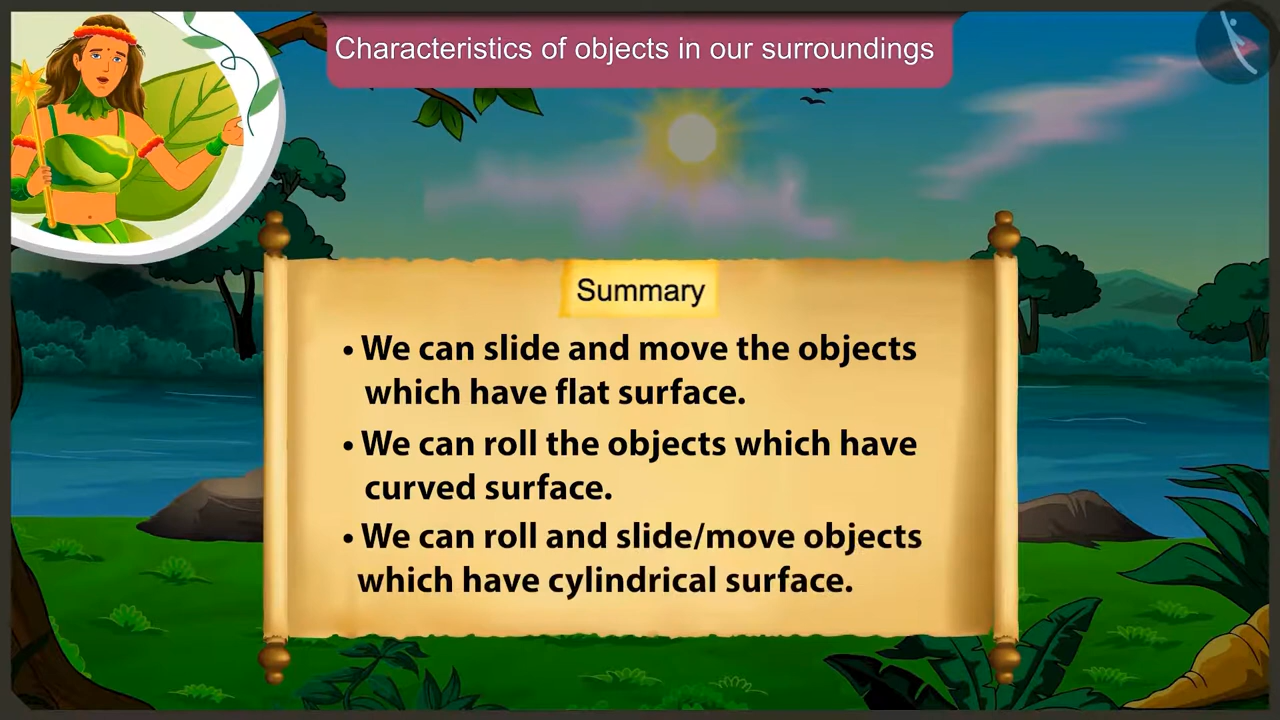 Characteristics of objects in our surroundings
Summary
• We can slide and move the objects
which have flat surface.
• We can roll the objects which have
curved surface.
• We can roll and slide/move objects
which have cylindrical surface.